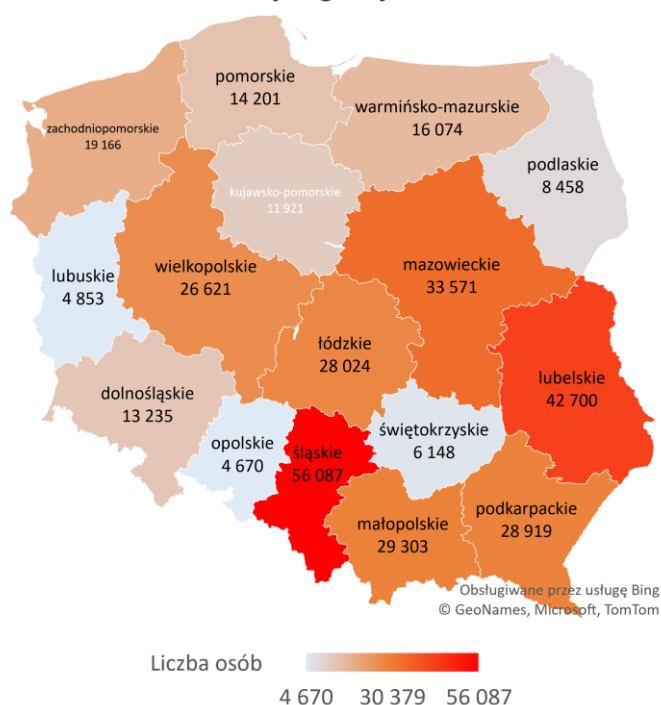 pomorskie
14 201
warmińsko-mazurskie
16 074
zachodniopomorskie
19 166
podlaskie
8 458
kujawsko-pomorskie
11 921
lubuskie
4 853
wielkopolskie
26 621
mazowieckie
33 571
łódzkie
28 024
lubelskie
42 700
dolnośląskie
13 235
opolskie
4 670
śląskie
56 087
świętokrzyskie
6 148
małopolskie
29 303
podkarpackie
28 919
Obsługiwane przez usługę Bing
© GeoNames, Microsoft, TomTom
Liczba osób
4 670 30 379 56 087